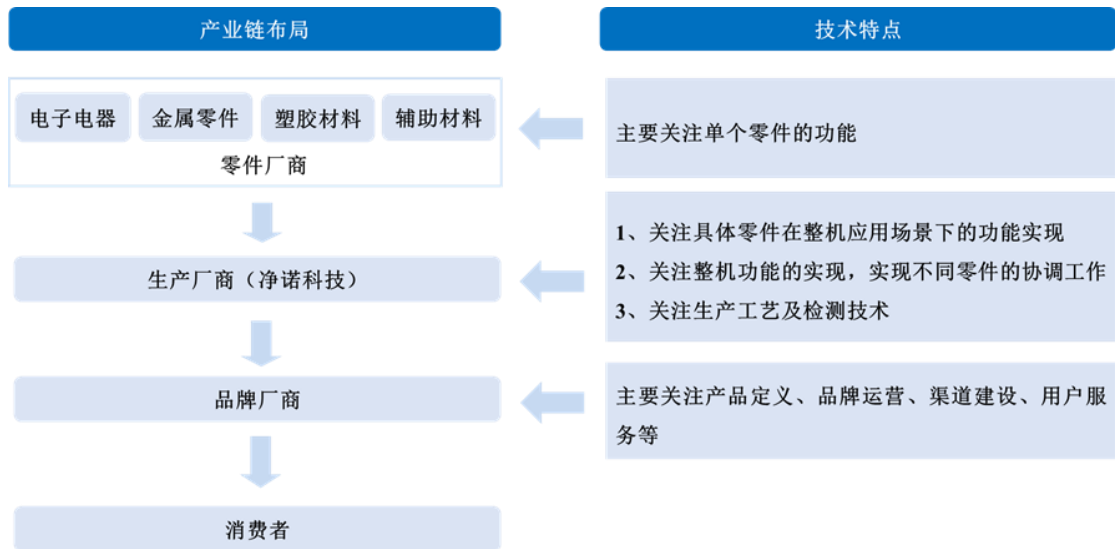 产业链布局
技术特点
电子电器 金属零件 塑胶材料 辅助材料
零件厂商
主要关注单个零件的功能
生产厂商（净诺科技）
1、关注具体零件在整机应用场景下的功能实现
2、关注整机功能的实现，实现不同零件的协调工作
3、关注生产工艺及检测技术
品牌厂商
主要关注产品定义、品牌运营、渠道建设、用户服
务等
消费者